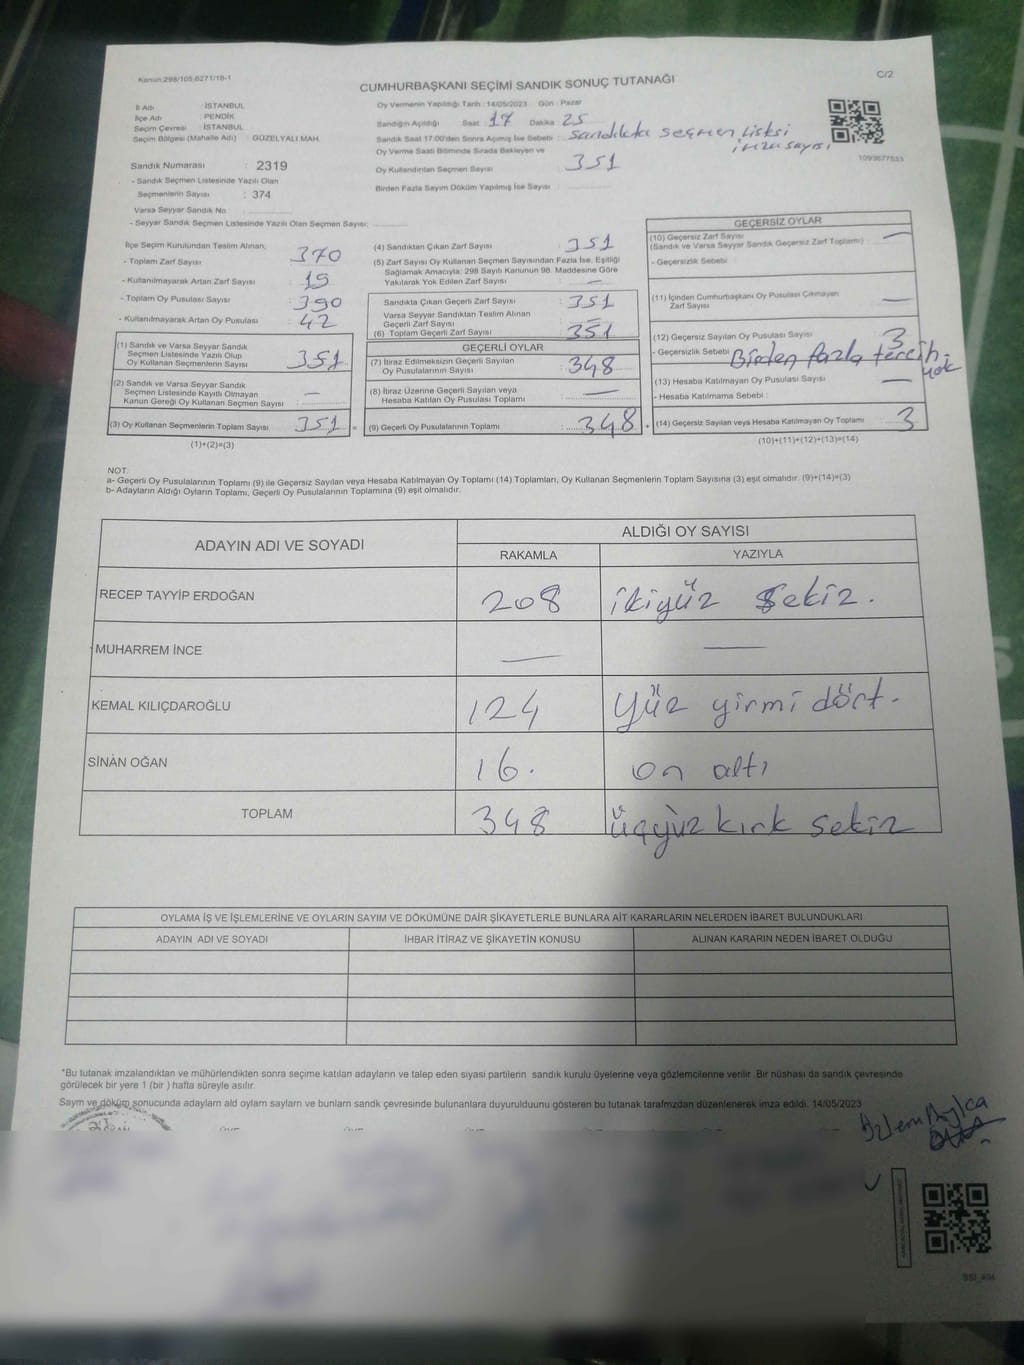 Kanun:298/105;6271/18-1
C/2
CUMHURBAŞKANI SEÇİMİ SANDIK SONUÇ TUTANAĞI
İl Adı : İSTANBUL
İlçe Adı : PENDİK
Seçim Çevresi : İSTANBUL
Seçim Bölgesi (Mahalle Adı) : GÜZELYALI MAH.
Sandık Numarası : 2319
- Sandık Seçmen Listesinde Yazılı Olan
Seçmenlerin Sayısı : 374
Varsa Seyyar Sandık No :
- Seyyar Sandık Seçmen Listesinde Yazılı Olan Seçmen Sayısı:
Oy Vermenin Yapıldığı Tarih : 14/05/2023 Gün : Pazar
Sandığın Açıldığı Saat 17 Dakika 25
Sandık Saat 17.00'den Sonra Açılmış İse Sebebi : Sandıkta seçmen listesi
imza sayısı
Oy Verme Saati Bitiminde Sırada Bekleyen ve
Oy Kullandırılan Seçmen Sayısı : 351
Birden Fazla Sayım Döküm Yapılmış İse Sayısı :
1093677533
İlçe Seçim Kurulundan Teslim Alınan;
- Toplam Zarf Sayısı : 370
- Kullanılmayarak Artan Zarf Sayısı : 19
- Toplam Oy Pusulası Sayısı : 390
- Kullanılmayarak Artan Oy Pusulası : 42
(1) Sandık ve Varsa Seyyar Sandık
Seçmen Listesinde Yazılı Olup
Oy Kullanan Seçmenlerin Sayısı : 351
(2) Sandık ve Varsa Seyyar Sandık
Seçmen Listesinde Kayıtlı Olmayan
Kanun Gereği Oy Kullanan Seçmen Sayısı : —
(3) Oy Kullanan Seçmenlerin Toplam Sayısı : 351
(1)+(2)=(3)
(4) Sandıktan Çıkan Zarf Sayısı : 351
(5) Zarf Sayısı Oy Kullanan Seçmen Sayısından Fazla İse, Eşitliği
Sağlamak Amacıyla; 298 Sayılı Kanunun 98. Maddesine Göre
Yakılarak Yok Edilen Zarf Sayısı : —
Sandıkta Çıkan Geçerli Zarf Sayısı : 351
Varsa Seyyar Sandıktan Teslim Alınan
Geçerli Zarf Sayısı : —
(6) Toplam Geçerli Zarf Sayısı : 351
GEÇERLİ OYLAR
(7) İtiraz Edilmeksizin Geçerli Sayılan
Oy Pusulalarının Sayısı : 348
(8) İtiraz Üzerine Geçerli Sayılan veya
Hesaba Katılan Oy Pusulası Toplamı : —
= (9) Geçerli Oy Pusulalarının Toplamı : 348
GEÇERSİZ OYLAR
(10) Geçersiz Zarf Sayısı
(Sandık ve Varsa Seyyar Sandık Geçersiz Zarf Toplamı) : —
- Geçersizlik Sebebi :
(11) İçinden Cumhurbaşkanı Oy Pusulası Çıkmayan
Zarf Sayısı : —
(12) Geçersiz Sayılan Oy Pusulası Sayısı : 3
- Geçersizlik Sebebi : Birden fazla tercih
yok
(13) Hesaba Katılmayan Oy Pusulası Sayısı : —
- Hesaba Katılmama Sebebi :
+ (14) Geçersiz Sayılan veya Hesaba Katılmayan Oy Toplamı : 3
(10)+(11)+(12)+(13)=(14)
NOT:
a- Geçerli Oy Pusulalarının Toplamı (9) ile Geçersiz Sayılan veya Hesaba Katılmayan Oy Toplamı (14) Toplamları, Oy Kullanan Seçmenlerin Toplam Sayısına (3) eşit olmalıdır. (9)+(14)=(3)
b- Adayların Aldığı Oyların Toplamı, Geçerli Oy Pusulalarının Toplamına (9) eşit olmalıdır.
ADAYIN ADI VE SOYADI
ALDIĞI OY SAYISI
RAKAMLA YAZIYLA
RECEP TAYYİP ERDOĞAN 208 ikiyüz sekiz.
MUHARREM İNCE — —
KEMAL KILIÇDAROĞLU 124 yüz yirmi dört.
SİNAN OĞAN 16. on altı
TOPLAM 348 üçyüz kırk sekiz
OYLAMA İŞ VE İŞLEMLERİNE VE OYLARIN SAYIM VE DÖKÜMÜNE DAİR ŞİKAYETLERLE BUNLARA AİT KARARLARIN NELERDEN İBARET BULUNDUKLARI
ADAYIN ADI VE SOYADI İHBAR İTİRAZ VE ŞİKAYETİN KONUSU ALINAN KARARIN NEDEN İBARET OLDUĞU
*Bu tutanak imzalandıktan ve mühürlendikten sonra seçime katılan adayların ve talep eden siyasi partilerin sandık kurulu üyelerine veya gözlemcilerine verilir. Bir nüshası da sandık çevresinde
görülecek bir yere 1 (bir ) hafta süreyle asılır.
Sayım ve döküm sonucunda adayların ald oyların sayların ve bunların sandık çevresinde bulunanlara duyurulduunu gösteren bu tutanak tarafmzdan düzenlenerek imza edildi. 14/05/2023